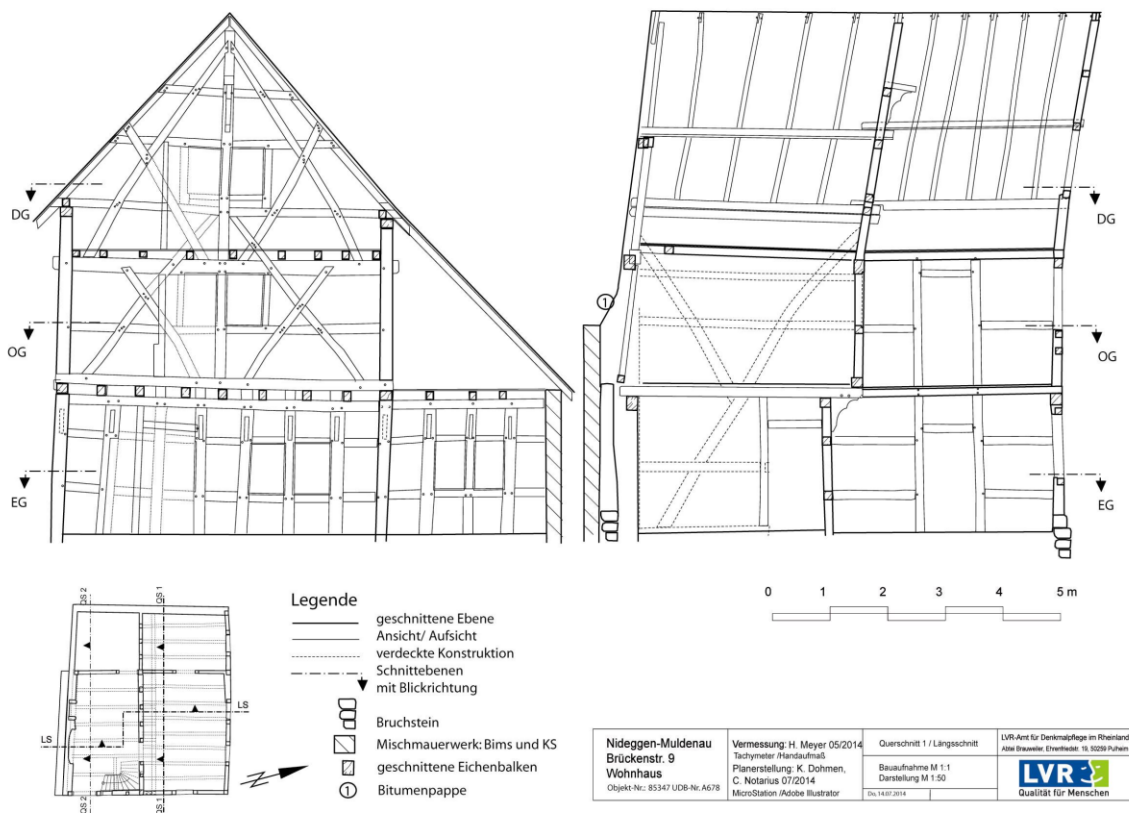 DG
OG
EG
1
DG
OG
EG
QS 2
QS 1
LS
LS
QS 2
QS 1
Legende
geschnittene Ebene
Ansicht/ Aufsicht
verdeckte Konstruktion
Schnittebenen
mit Blickrichtung
Bruchstein
Mischmauerwerk: Bims und KS
geschnittene Eichenbalken
1 Bitumenpappe
N
0 1 2 3 4 5 m
Nideggen-Muldenau
Brückenstr. 9
Wohnhaus
Objekt-Nr.: 85347 UDB-Nr. A678
Vermessung: H. Meyer 05/2014
Tachymeter /Handaufmaß
Planerstellung: K. Dohmen,
C. Notarius 07/2014
MicroStation /Adobe Illustrator
Querschnitt 1 / Längsschnitt
Bauaufnahme M 1:1
Darstellung M 1:50
Do, 14.07.2014
LVR-Amt für Denkmalpflege im Rheinland
Abtei Brauweiler, Ehrenfriedstr. 19, 50259 Pulheim
LVR
Qualität für Menschen